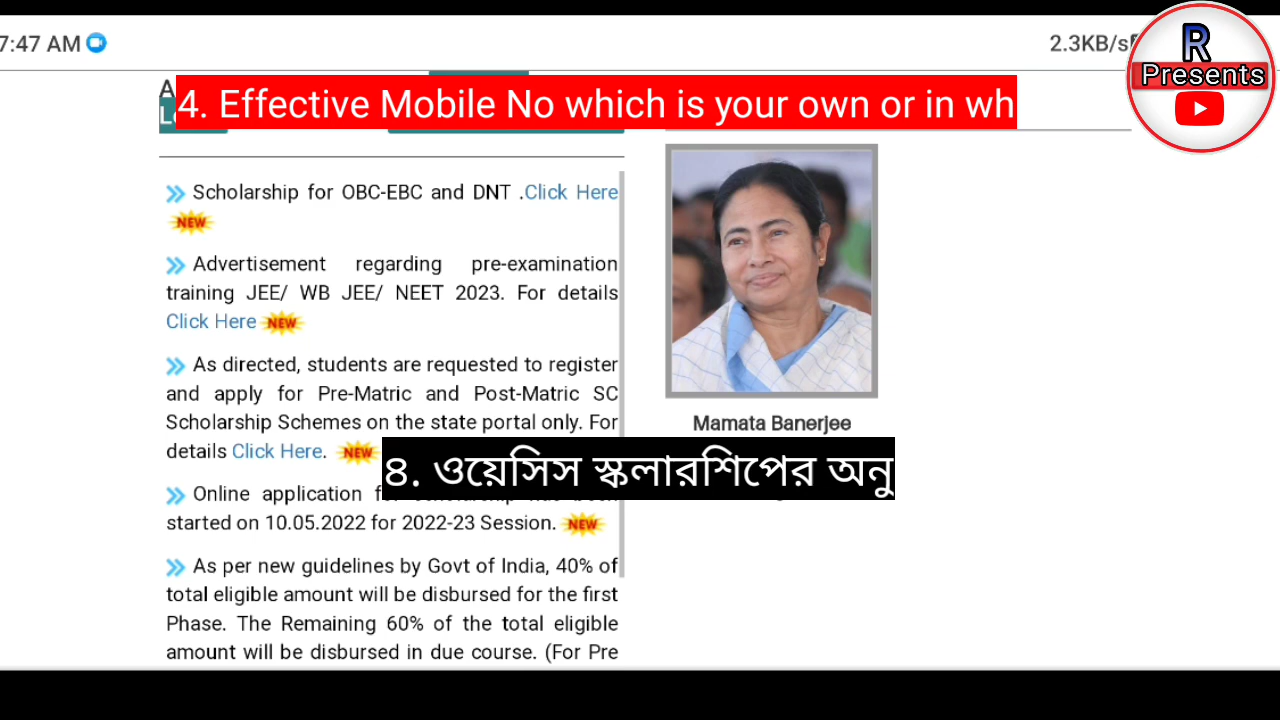 7:47 AM
2.3KB/s
R
Presents
4. Effective Mobile No which is your own or in wh
Scholarship for OBC-EBC and DNT .Click Here
NEW
Advertisement regarding pre-examination
training JEE/ WB JEE/ NEET 2023. For details
Click Here NEW
As directed, students are requested to register
and apply for Pre-Matric and Post-Matric SC
Scholarship Schemes on the state portal only. For
details Click Here. NEW
Mamata Banerjee
৪. ওয়েসিস স্কলারশিপের অনু
Online application
started on 10.05.2022 for 2022-23 Session. NEW
As per new guidelines by Govt of India, 40% of
total eligible amount will be disbursed for the first
Phase. The Remaining 60% of the total eligible
amount will be disbursed in due course. (For Pre